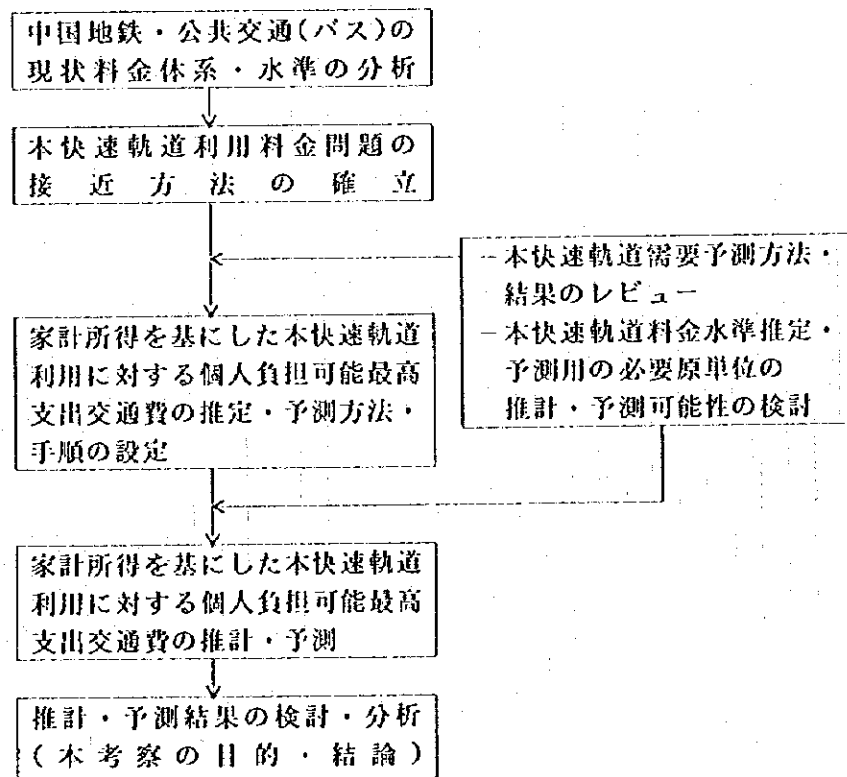 中国地鉄・公共交通(バス)の
現状料金体系・水準の分析
本快速軌道利用料金問題の
接近方法の確立
－本快速軌道需要予測方法・
結果のレビュー
－本快速軌道料金水準推定・
予測用の必要原単位の
推計・予測可能性の検討
家計所得を基にした本快速軌道
利用に対する個人負担可能最高
支出交通費の推定・予測方法・
手順の設定
家計所得を基にした本快速軌道
利用に対する個人負担可能最高
支出交通費の推計・予測
推計・予測結果の検討・分析
(本考察の目的・結論)